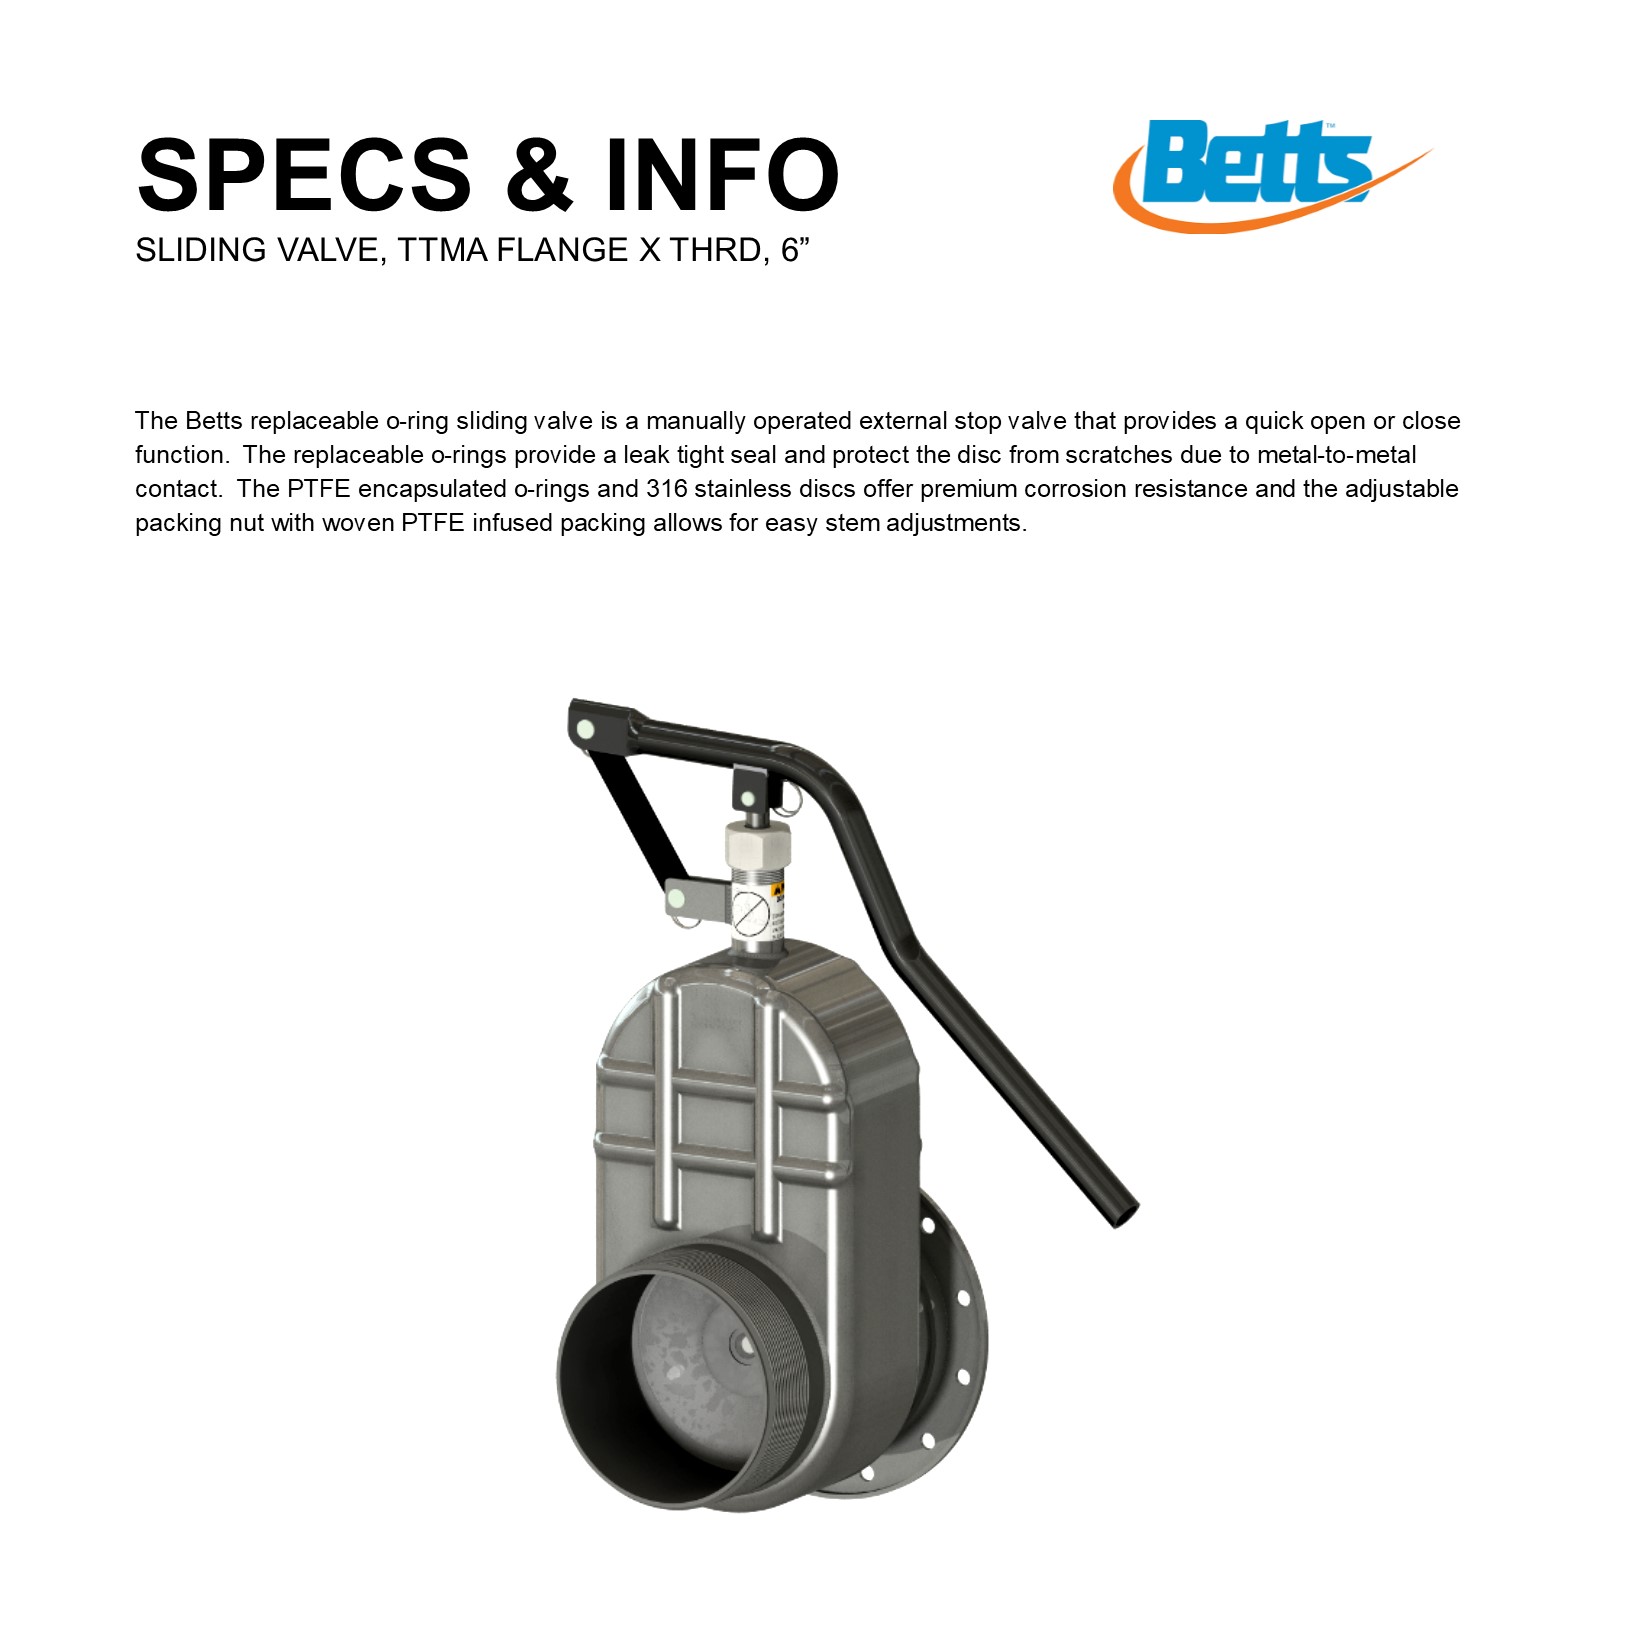 SPECS & INFO
Betts™
SLIDING VALVE, TTMA FLANGE X THRD, 6”
The Betts replaceable o-ring sliding valve is a manually operated external stop valve that provides a quick open or close
function.  The replaceable o-rings provide a leak tight seal and protect the disc from scratches due to metal-to-metal
contact.  The PTFE encapsulated o-rings and 316 stainless discs offer premium corrosion resistance and the adjustable
packing nut with woven PTFE infused packing allows for easy stem adjustments.